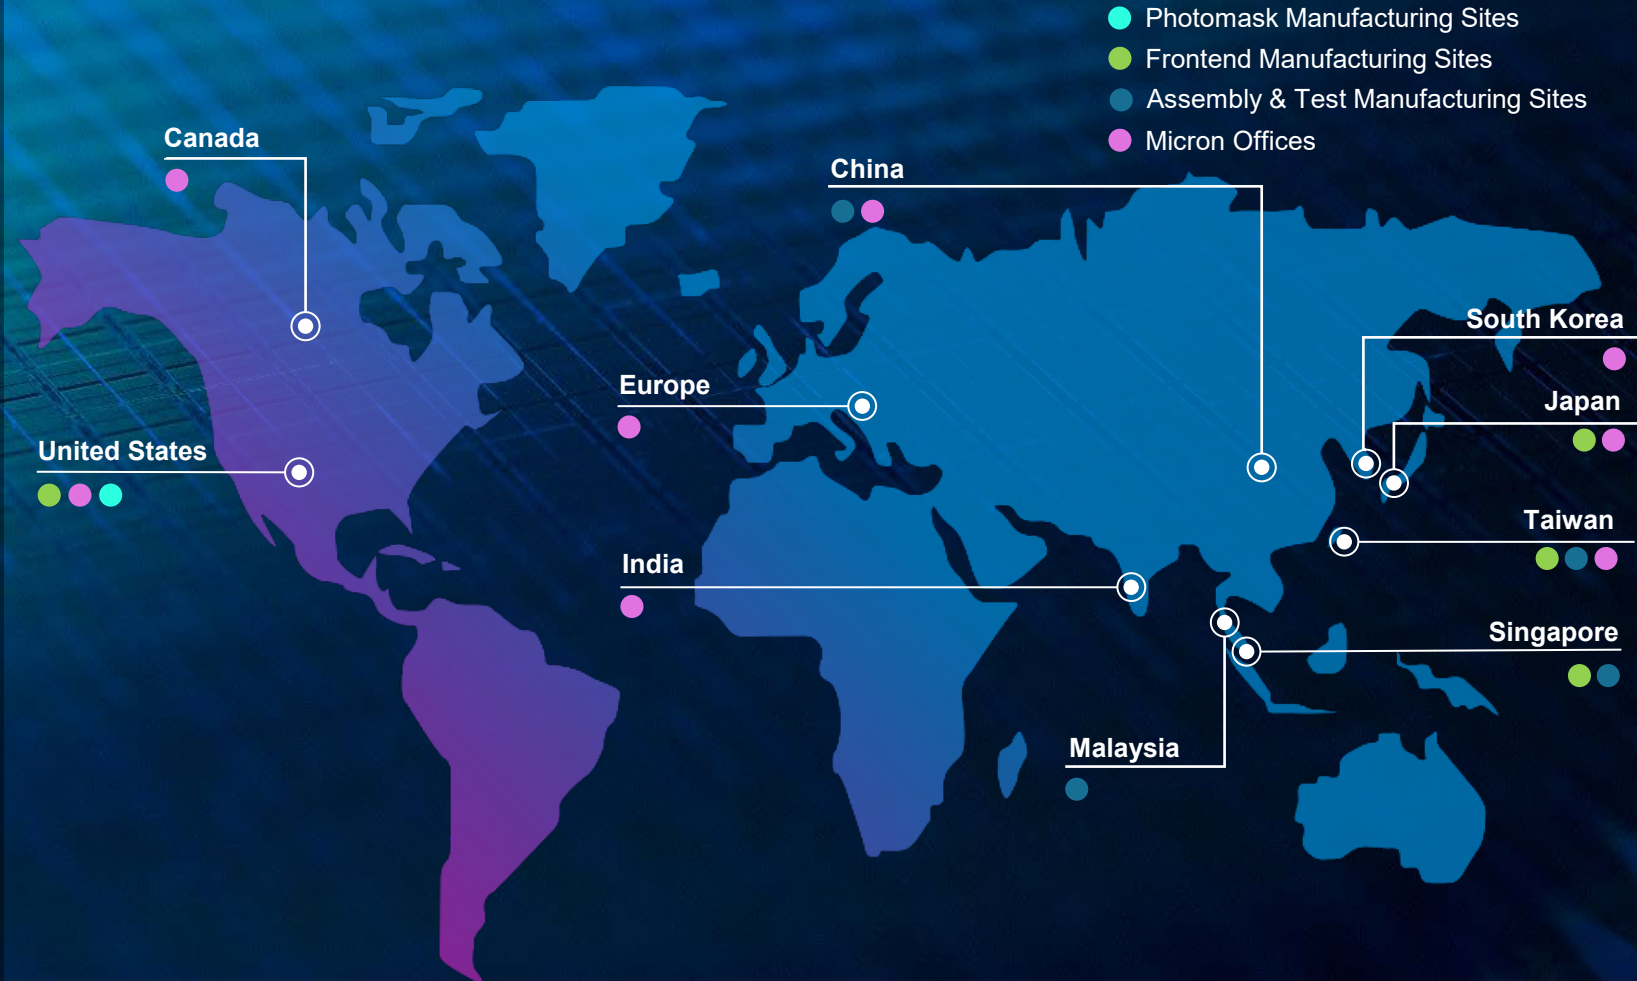 Photomask Manufacturing Sites
Frontend Manufacturing Sites
Assembly & Test Manufacturing Sites
Micron Offices
Canada
China
South Korea
Europe
Japan
United States
Taiwan
India
Singapore
Malaysia